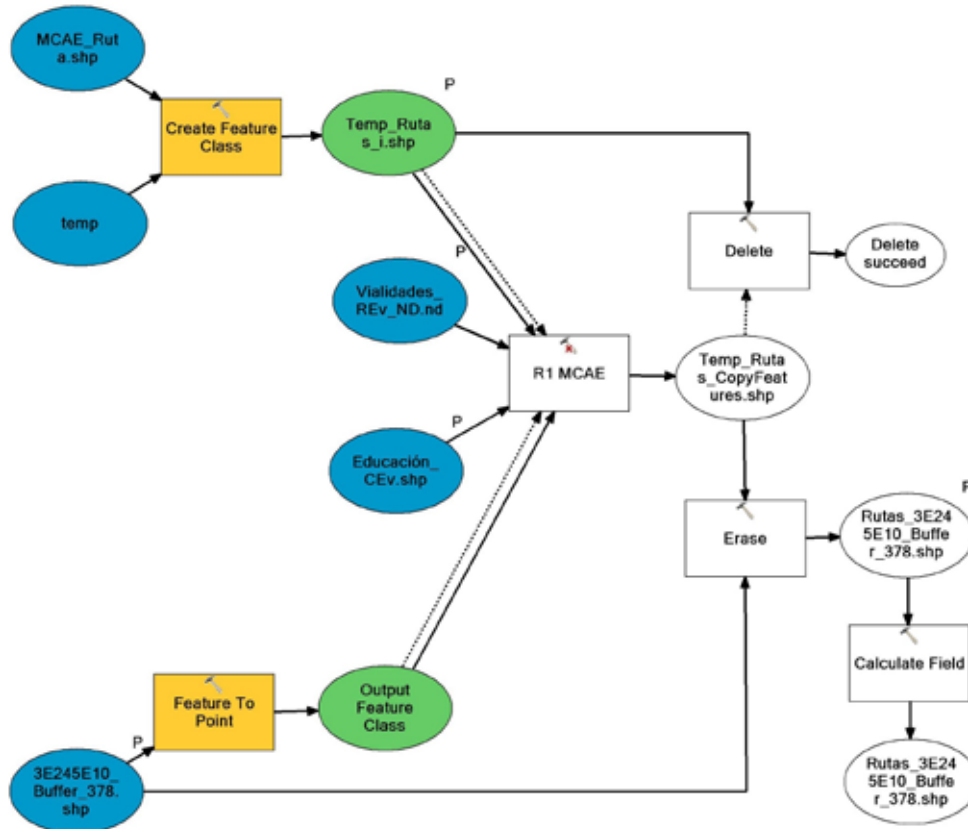 MCAE_Rut
a.shp
P
Create Feature
Class
Temp_Ruta
s_i.shp
temp
Delete
Delete
succeed
P
Vialidades_
REv_ND.nd
R1 MCAE
Temp_Ruta
s_CopyFeat
ures.shp
P
Educación_
CEv.shp
P
Erase
Rutas_3E24
5E10_Buffe
r_378.shp
Calculate Field
Feature To
Point
Output
Feature
Class
P
3E245E10_
Buffer_378.
shp
Rutas_3E24
5E10_Buffe
r_378.shp